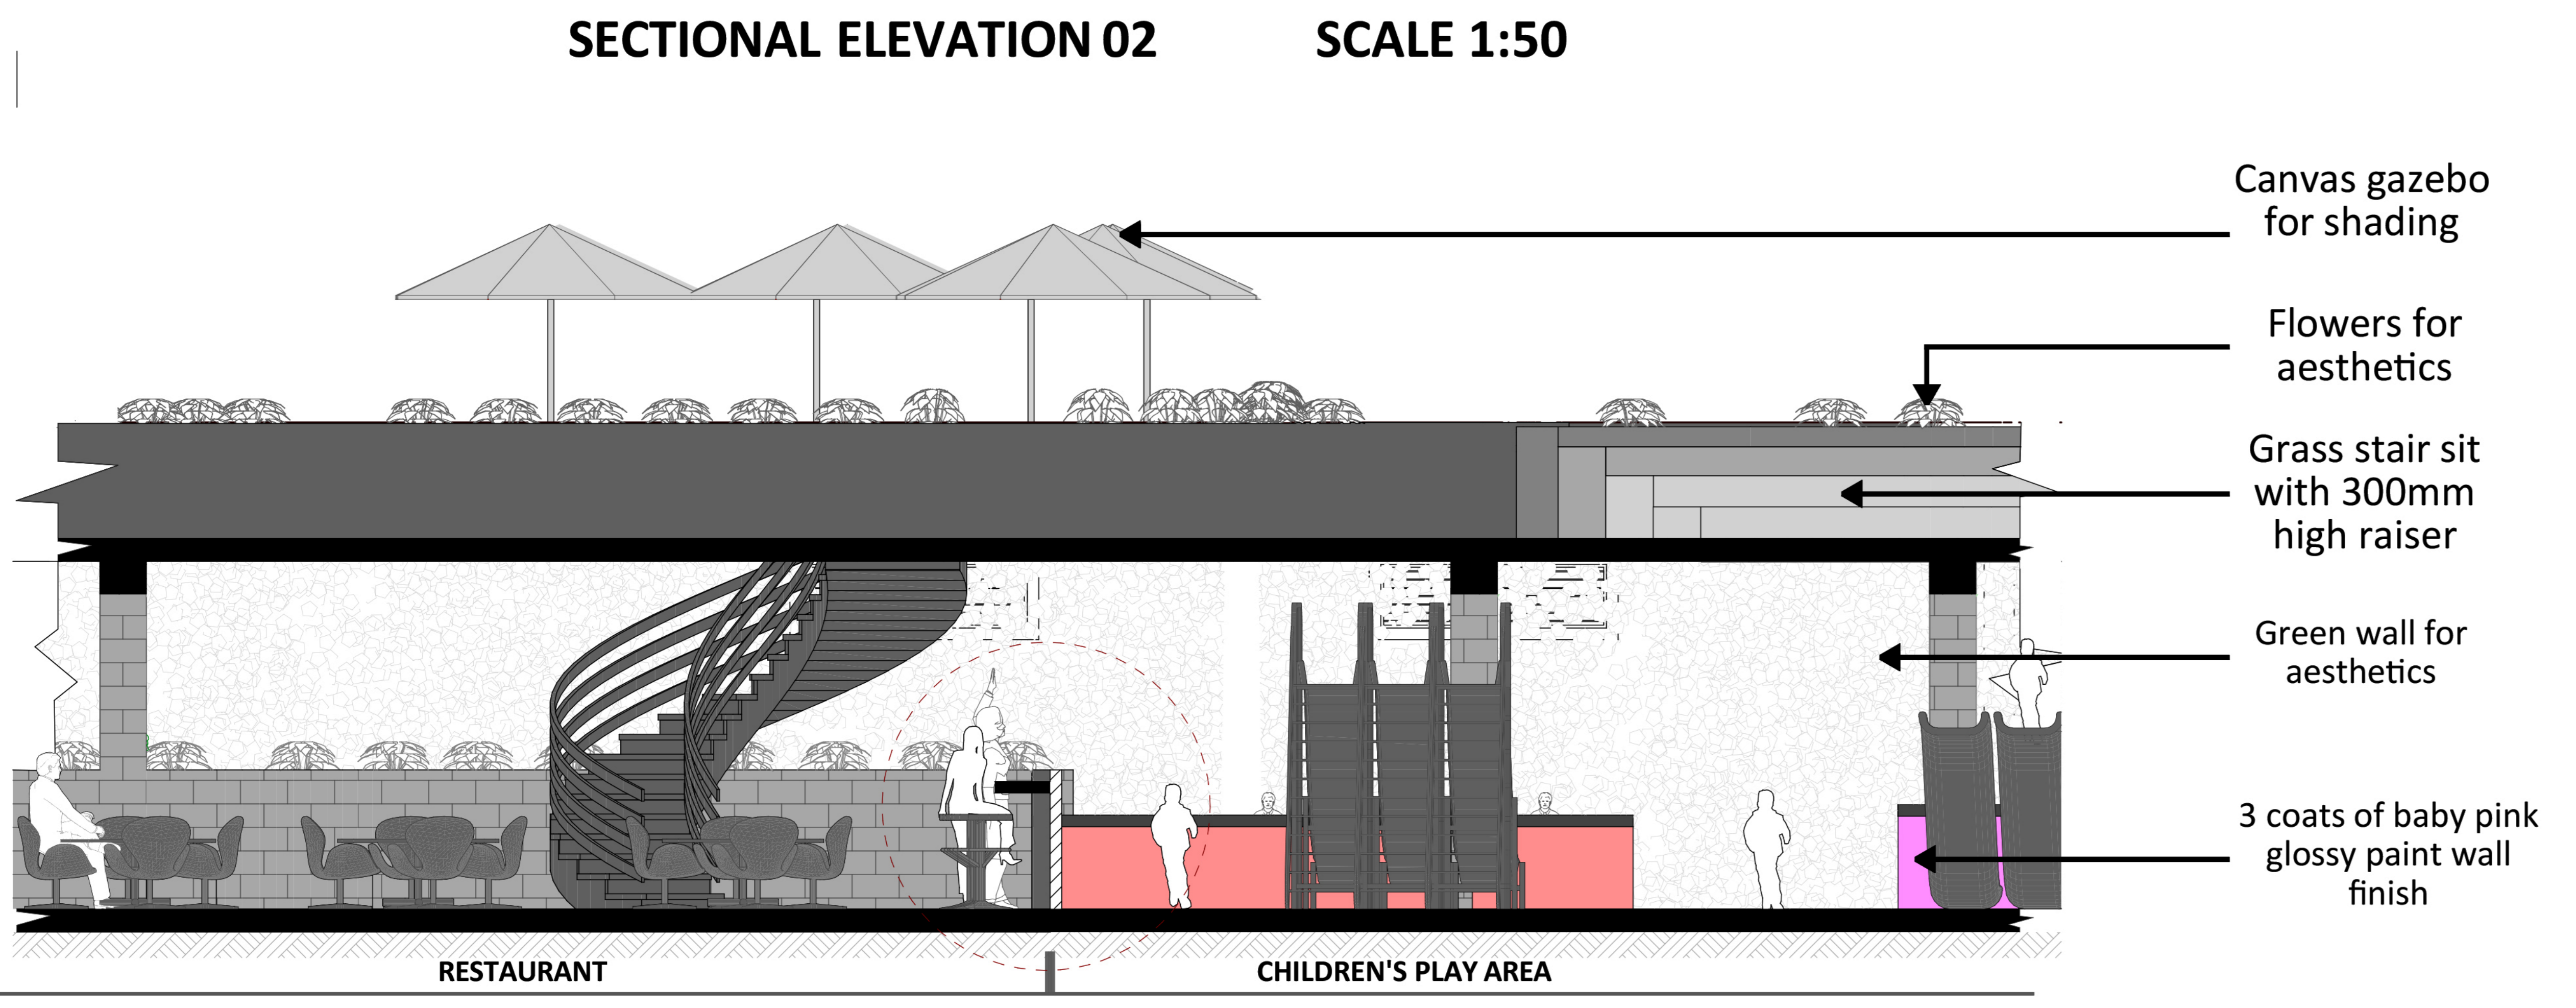 SECTIONAL ELEVATION 02 SCALE 1:50
Canvas gazebo
for shading
Flowers for
aesthetics
Grass stair sit
with 300mm
high raiser
Green wall for
aesthetics
3 coats of baby pink
glossy paint wall
finish
RESTAURANT
CHILDREN'S PLAY AREA